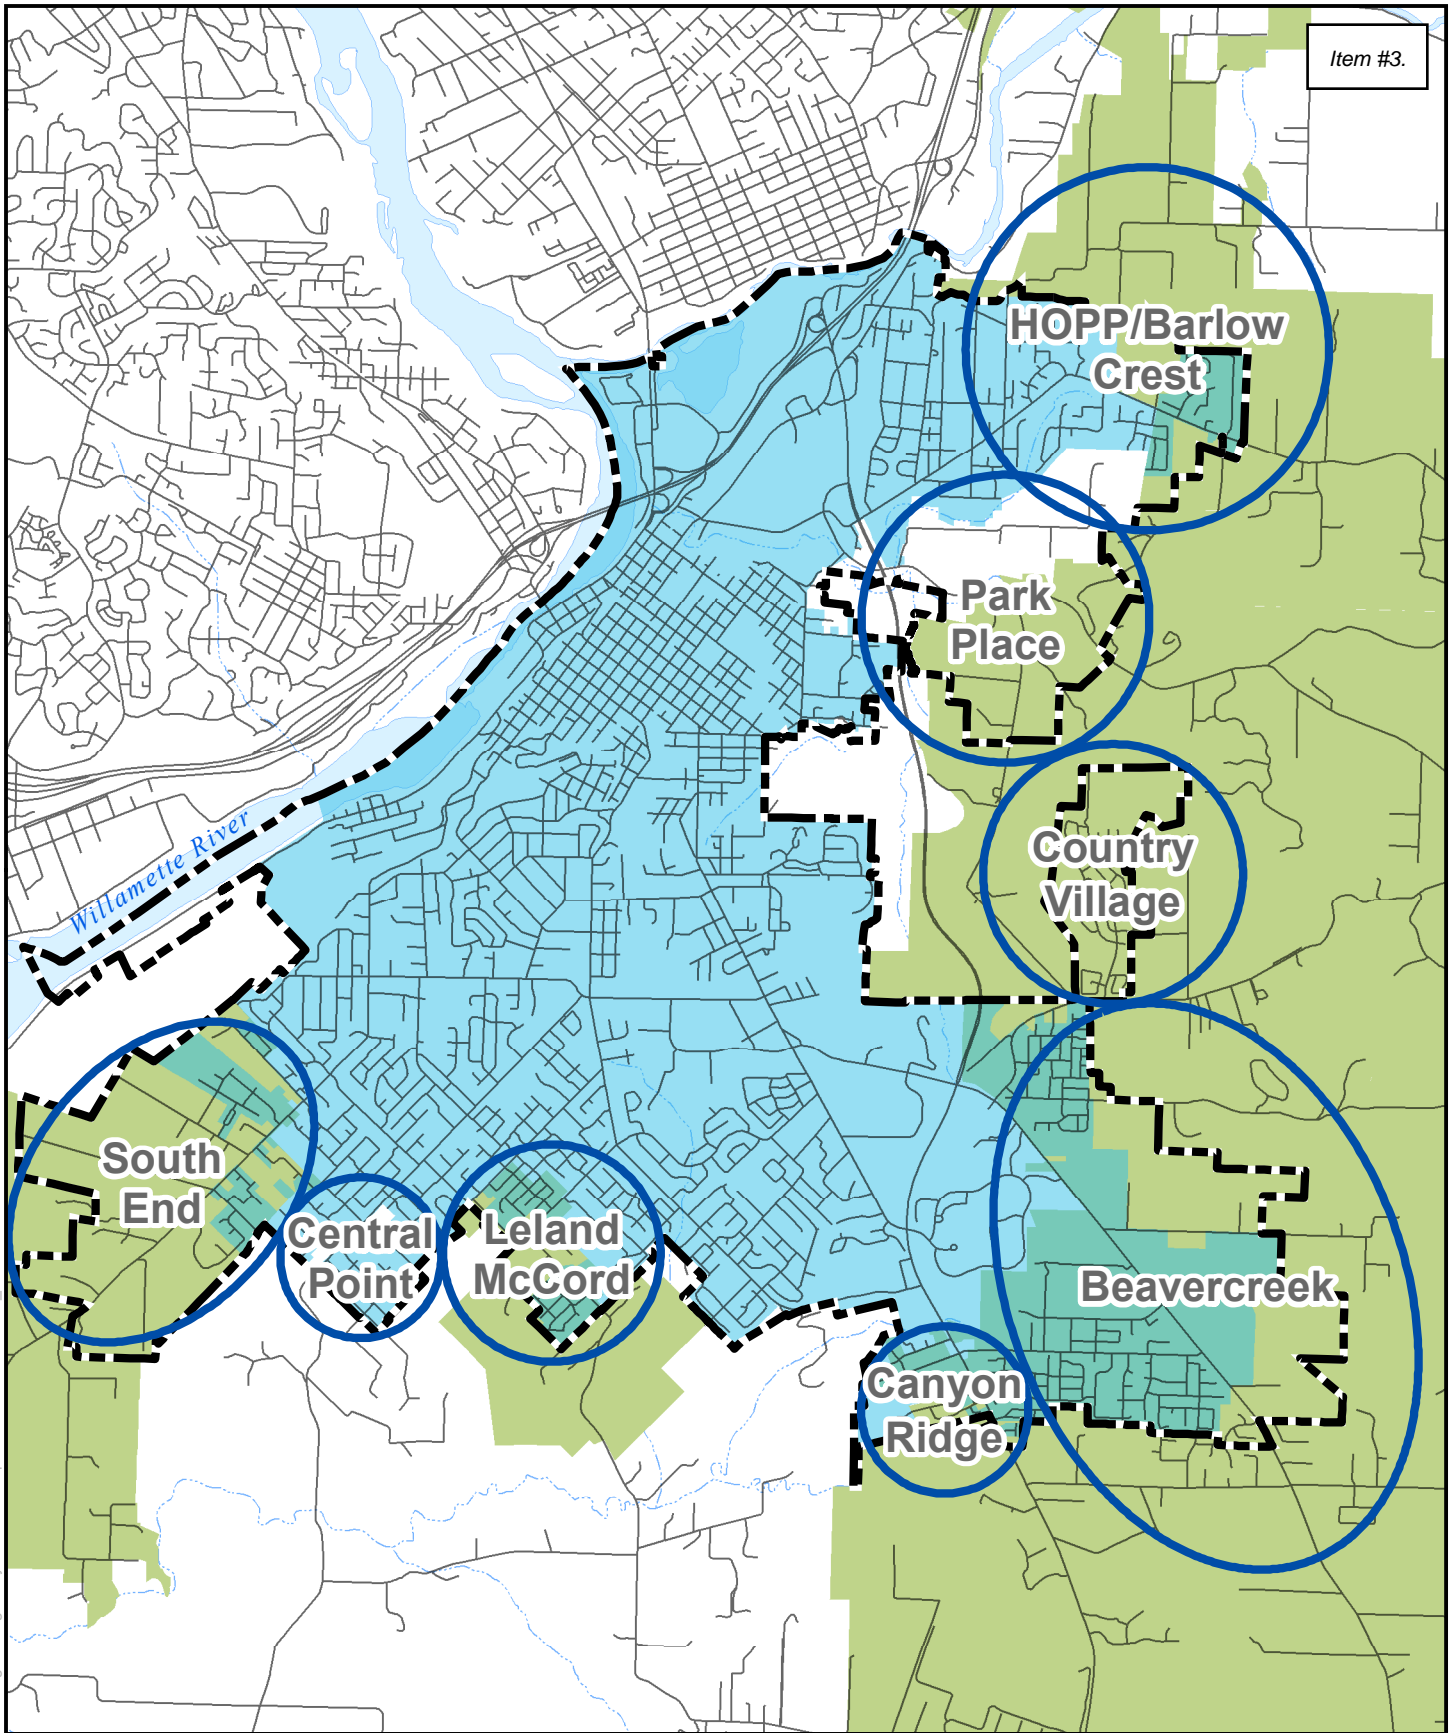 Item #3.
HOPP/Barlow
Crest
Park
Place
Country
Village
Willamette River
South
End
Central
Point
Leland
McCord
Beavercreek
Canyon
Ridge